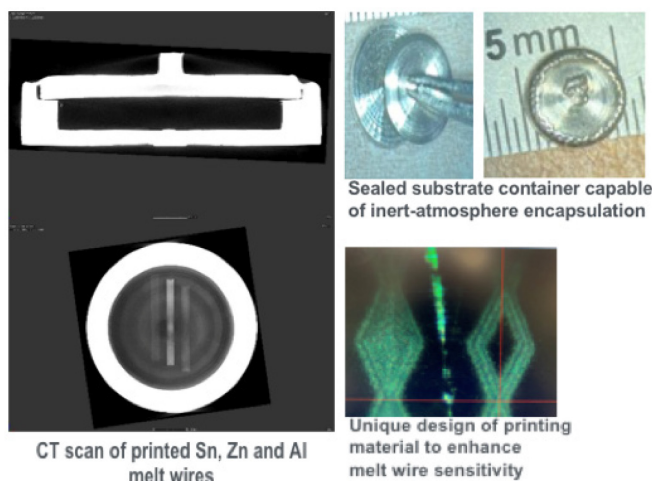 5 mm
Sealed substrate container capable
of inert-atmosphere encapsulation
CT scan of printed Sn, Zn and Al
melt wires
Unique design of printing
material to enhance
melt wire sensitivity